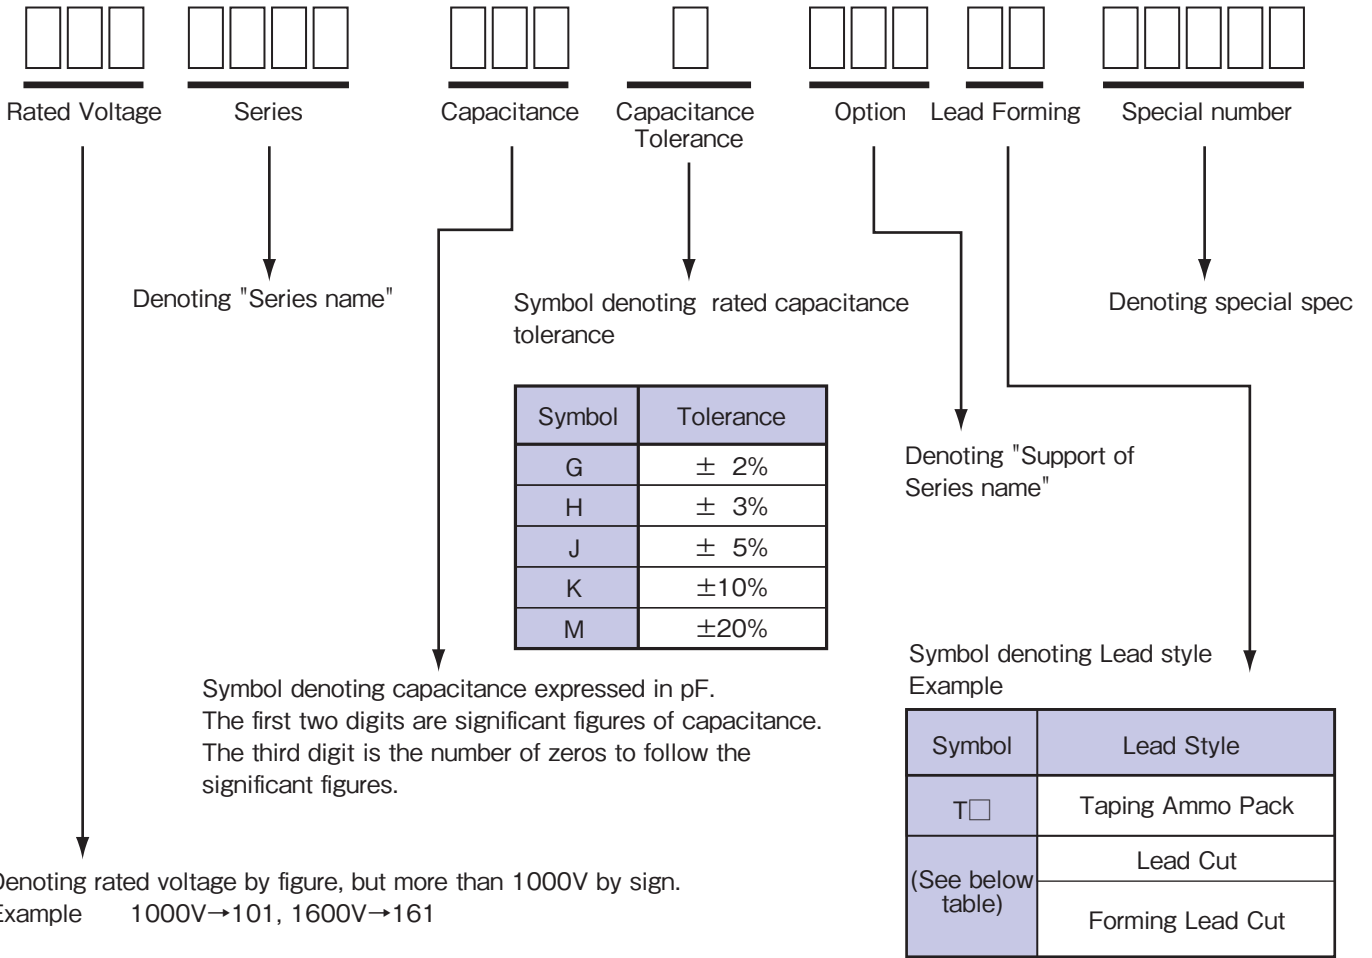 Rated Voltage
Series
Capacitance
Capacitance
Tolerance
Option
Lead Forming
Special number
Denoting "Series name"
Symbol denoting rated capacitance
tolerance
Denoting special spec
Symbol Tolerance
G ± 2%
H ± 3%
J ± 5%
K ±10%
M ±20%
Denoting "Support of
Series name"
Symbol denoting capacitance expressed in pF.
The first two digits are significant figures of capacitance.
The third digit is the number of zeros to follow the
significant figures.
Symbol denoting Lead style
Example
Symbol Lead Style
T□ Taping Ammo Pack
(See below
table)
Lead Cut
Forming Lead Cut
Denoting rated voltage by figure, but more than 1000V by sign.
Example 1000V→101, 1600V→161